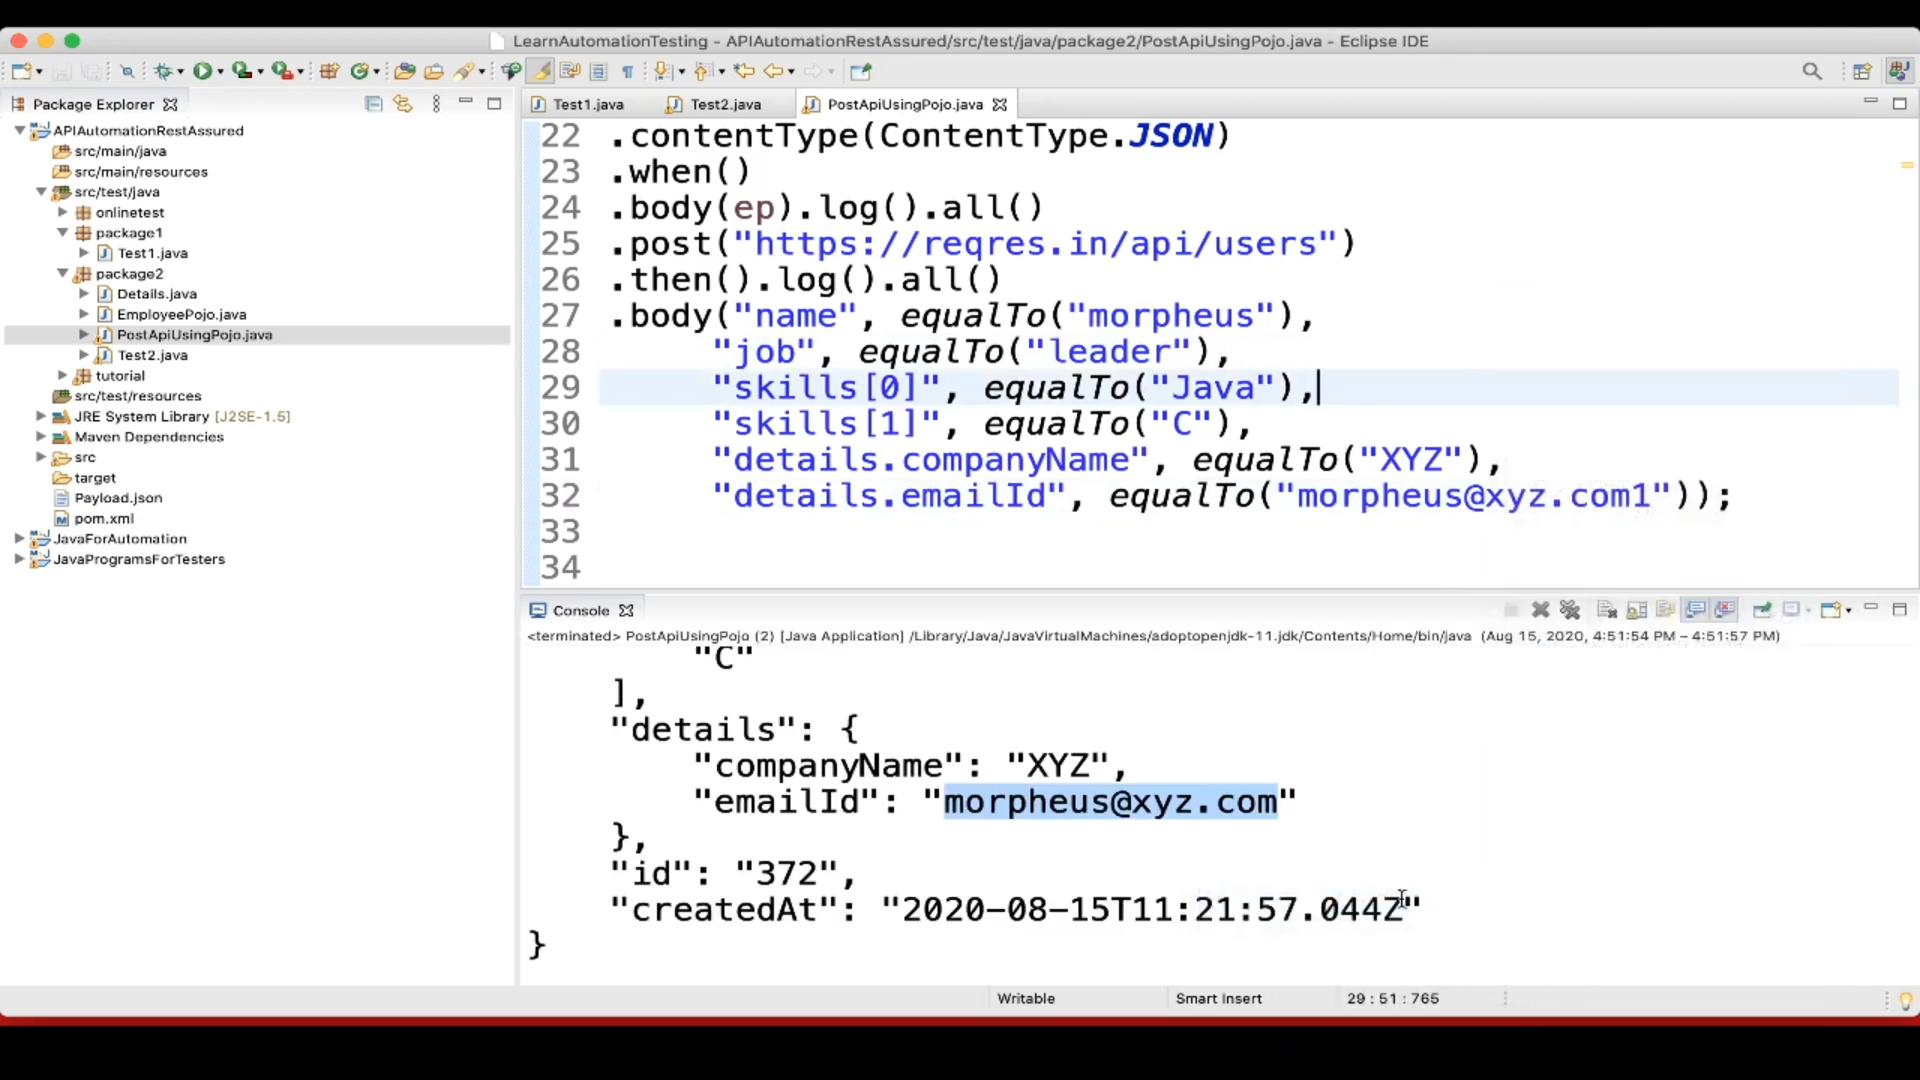 LearnAutomationTesting - APIAutomationRestAssured/src/test/java/package2/PostApiUsingPojo.java - Eclipse IDE
Package Explorer
APIAutomationRestAssured
src/main/java
src/main/resources
src/test/java
onlinetest
package1
Test1.java
package2
Details.java
EmployeePojo.java
PostApiUsingPojo.java
Test2.java
tutorial
src/test/resources
JRE System Library [J2SE-1.5]
Maven Dependencies
src
target
Payload.json
pom.xml
JavaForAutomation
JavaProgramsForTesters
Test1.java Test2.java PostApiUsingPojo.java
22 .contentType(ContentType.JSON)
23 .when()
24 .body(ep).log().all()
25 .post("https://reqres.in/api/users")
26 .then().log().all()
27 .body("name", equalTo("morpheus"),
28 "job", equalTo("leader"),
29 "skills[0]", equalTo("Java"),
30 "skills[1]", equalTo("C"),
31 "details.companyName", equalTo("XYZ"),
32 "details.emailId", equalTo("morpheus@xyz.com1"));
33
34
Console
<terminated> PostApiUsingPojo (2) [Java Application] /Library/Java/JavaVirtualMachines/adoptopenjdk-11.jdk/Contents/Home/bin/java (Aug 15, 2020, 4:51:54 PM – 4:51:57 PM)
"C"
],
"details": {
"companyName": "XYZ",
"emailId": "morpheus@xyz.com"
},
"id": "372",
"createdAt": "2020-08-15T11:21:57.044Z"
}
Writable Smart Insert 29 : 51 : 765